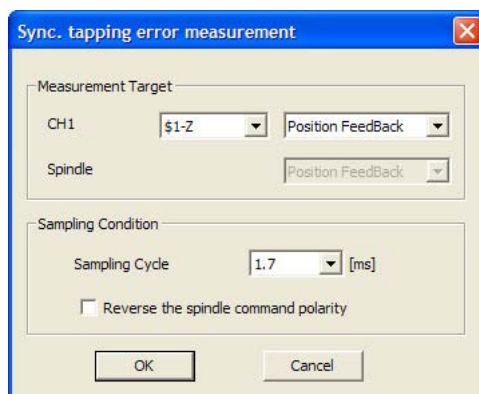 Sync. tapping error measurement
Measurement Target
CH1 $1-Z Position FeedBack
Spindle Position FeedBack
Sampling Condition
Sampling Cycle 1.7 [ms]
Reverse the spindle command polarity
OK Cancel